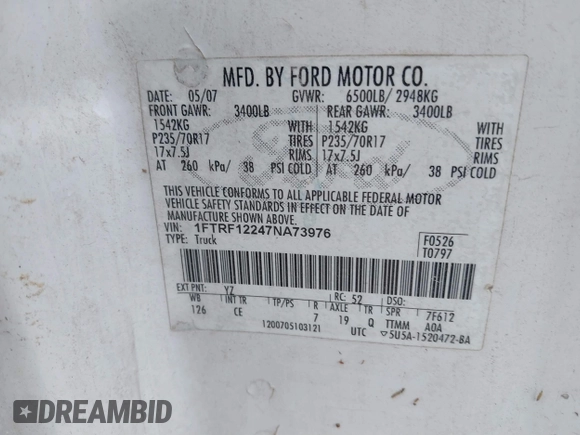 MFD. BY FORD MOTOR CO.
DATE: 05/07 GVWR: 6500LB/ 2948KG
FRONT GAWR: 3400LB REAR GAWR: 3400LB
1542KG WITH 1542KG WITH
P235/70R17 TIRES P235/70R17 TIRES
17x7.5J RIMS 17x7.5J RIMS
AT 260 kPa/ 38 PSI COLD AT 260 kPa/ 38 PSI COLD
THIS VEHICLE CONFORMS TO ALL APPLICABLE FEDERAL MOTOR
VEHICLE SAFETY STANDARDS IN EFFECT ON THE DATE OF
MANUFACTURE SHOWN ABOVE.
VIN: 1FTRF12247NA73976
TYPE: Truck
F0526
T0797
EXT PNT: YZ RC: 52 DSO:
WB INT TR TP/PS R AXLE TR SPR 7F612
126 CE 7 19 Q TTMM A0A
1200705103121 UTC ▽5U5A-1520472-BA
Ford
DREAMBID